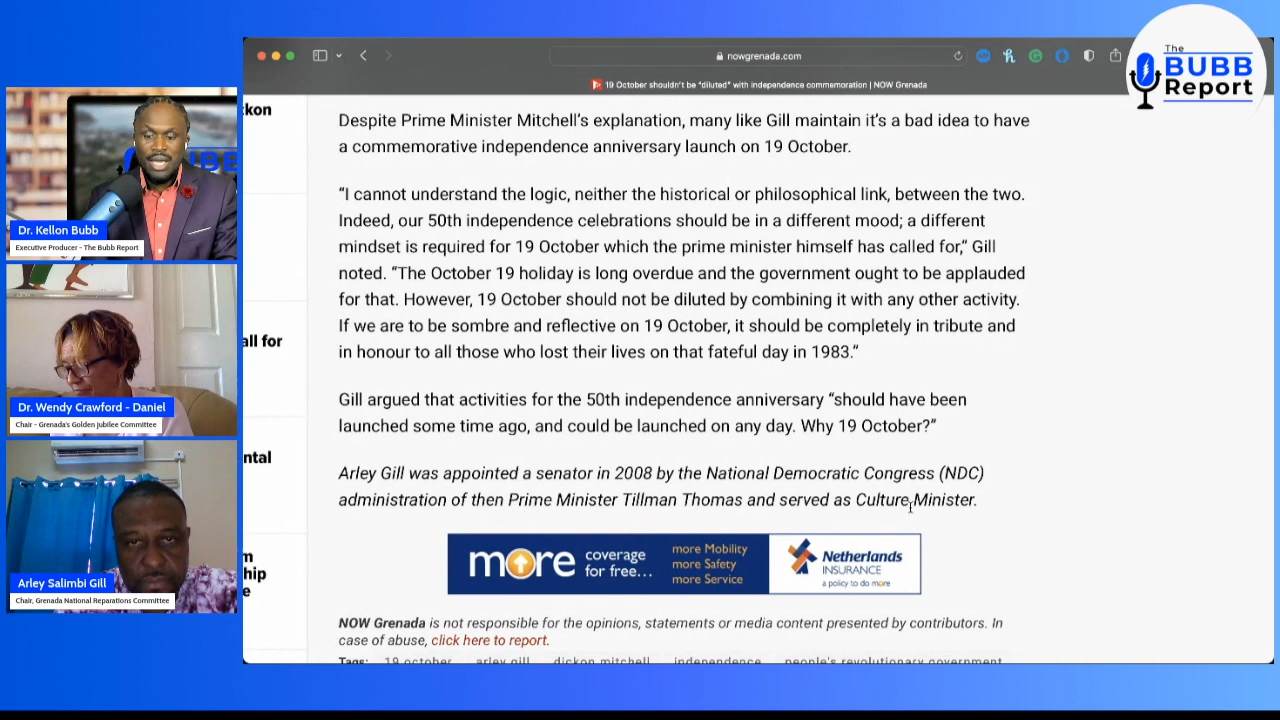 The
BUBB
Report
nowgrenada.com
19 October shouldn't be "diluted" with independence commemoration | NOW Grenada
Dr. Kellon Bubb
Executive Producer - The Bubb Report
Dr. Wendy Crawford - Daniel
Chair - Grenada's Golden Jubilee Committee
Arley Salimbi Gill
Chair, Grenada National Reparations Committee
kon
all for
ntal
hip
e
Despite Prime Minister Mitchell's explanation, many like Gill maintain it's a bad idea to have
a commemorative independence anniversary launch on 19 October.
"I cannot understand the logic, neither the historical or philosophical link, between the two.
Indeed, our 50th independence celebrations should be in a different mood; a different
mindset is required for 19 October which the prime minister himself has called for," Gill
noted. "The October 19 holiday is long overdue and the government ought to be applauded
for that. However, 19 October should not be diluted by combining it with any other activity.
If we are to be sombre and reflective on 19 October, it should be completely in tribute and
in honour to all those who lost their lives on that fateful day in 1983."
Gill argued that activities for the 50th independence anniversary "should have been
launched some time ago, and could be launched on any day. Why 19 October?"
Arley Gill was appointed a senator in 2008 by the National Democratic Congress (NDC)
administration of then Prime Minister Tillman Thomas and served as Culture Minister.
more coverage
for free...
more Mobility
more Safety
more Service
Netherlands
INSURANCE
a policy to do more
NOW Grenada is not responsible for the opinions, statements or media content presented by contributors. In
case of abuse, click here to report.
Tags: 19 october arley gill dickon mitchell independence people's revolutionary government